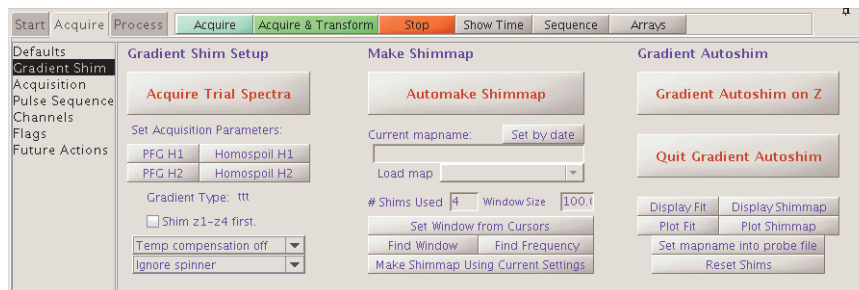 Start Acquire Process Acquire Acquire & Transform Stop Show Time Sequence Arrays
Defaults
Gradient Shim
Acquisition
Pulse Sequence
Channels
Flags
Future Actions
Gradient Shim Setup
Acquire Trial Spectra
Set Acquisition Parameters:
PFG H1 Homospoil H1
PFG H2 Homospoil H2
Gradient Type: ttt
Shim z1-z4 first.
Temp compensation off
Ignore spinner
Make Shimmap
Automake Shimmap
Current mapname: Set by date
Load map
# Shims Used 4 Window Size 100.0
Set Window from Cursors
Find Window Find Frequency
Make Shimmap Using Current Settings
Gradient Autoshim
Gradient Autoshim on Z
Quit Gradient Autoshim
Display Fit Display Shimmap
Plot Fit Plot Shimmap
Set mapname into probe file
Reset Shims